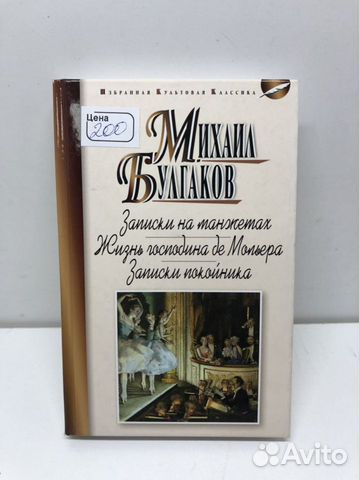 Избранная Культовая Классика
Цена
200
Михаил
Булгаков
Записки на манжетах
Жизнь господина де Мольера
Записки покойника
Avito